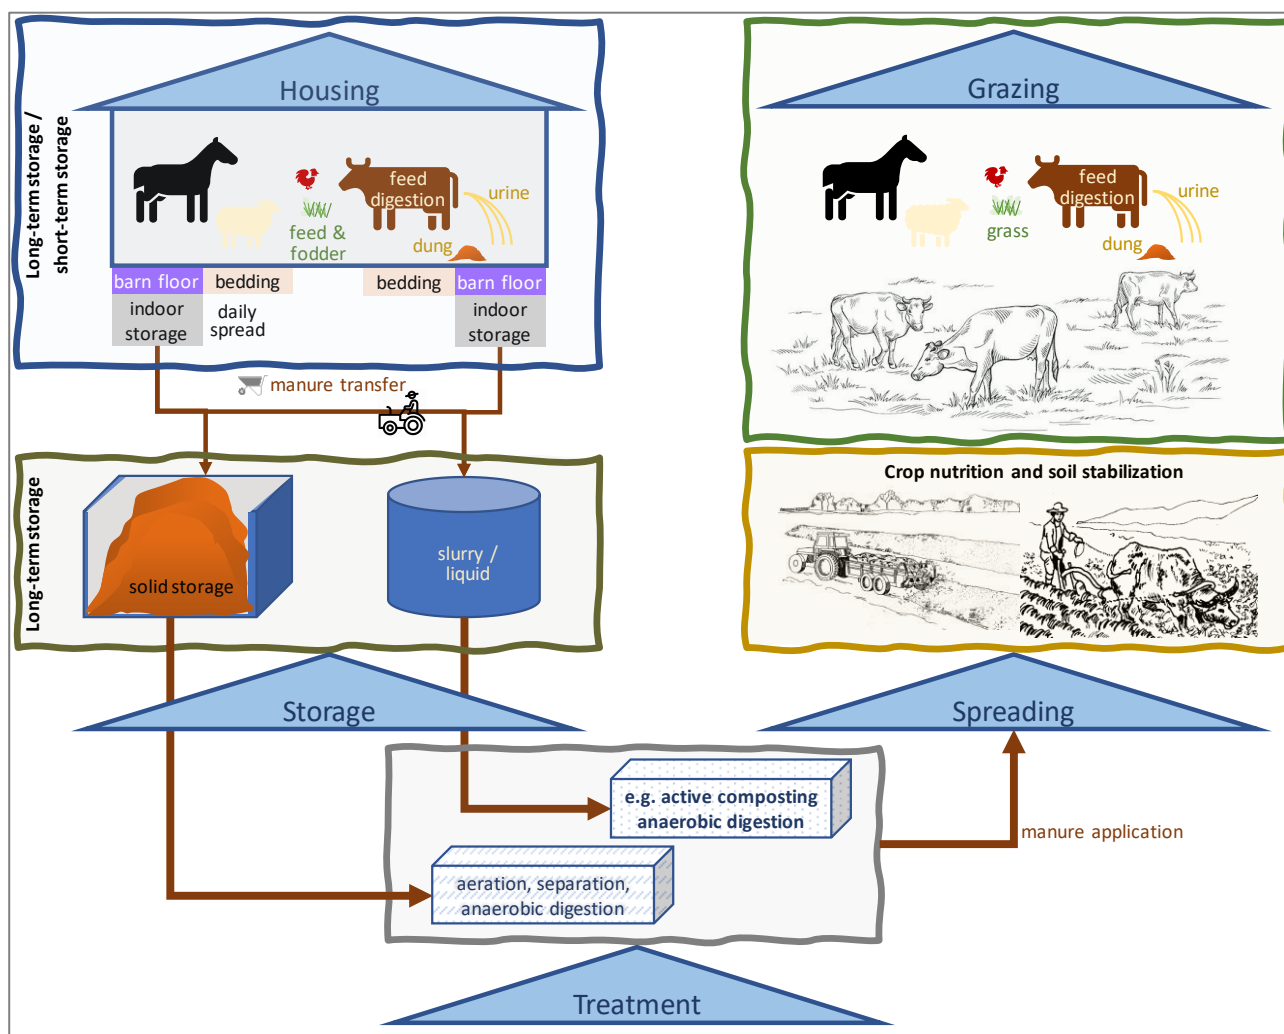 Housing
Long-term storage /
short-term storage
feed
digestion
urine
feed &
fodder
dung
barn floor
bedding
bedding
barn floor
indoor
storage
daily
spread
indoor
storage
manure transfer
Long-term storage
solid storage
slurry /
liquid
Storage
Grazing
feed
digestion
urine
grass
dung
Crop nutrition and soil stabilization
Spreading
e.g. active composting
anaerobic digestion
manure application
aeration, separation,
anaerobic digestion
Treatment